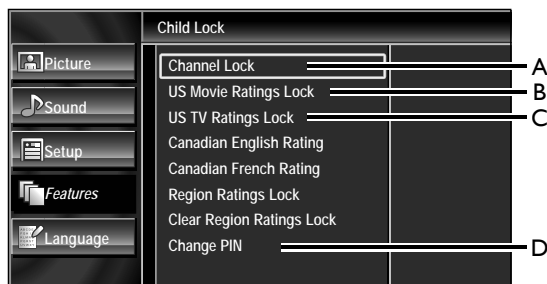 Child Lock
Picture
Sound
Setup
Features
Language
Channel Lock
US Movie Ratings Lock
US TV Ratings Lock
Canadian English Rating
Canadian French Rating
Region Ratings Lock
Clear Region Ratings Lock
Change PIN
A
B
C
D